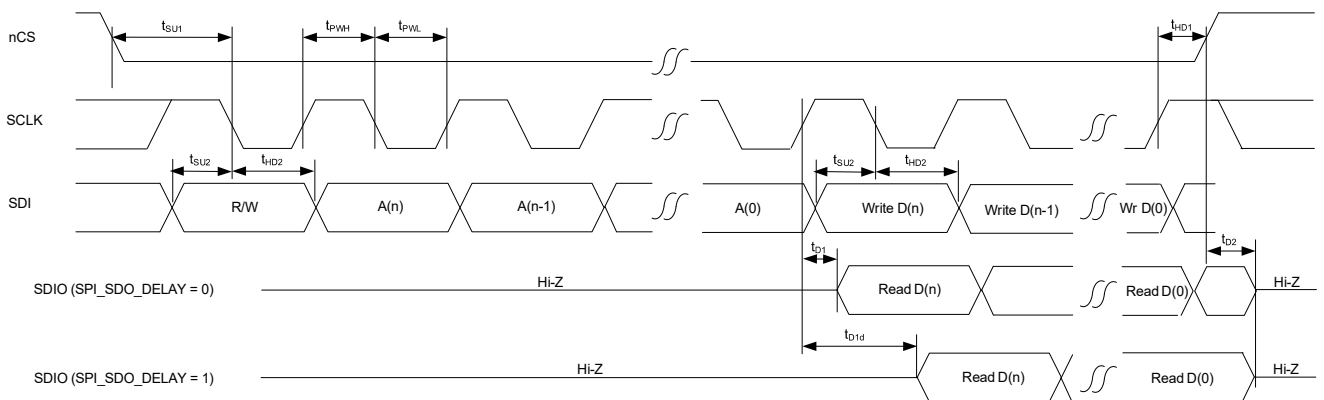 nCS tSU1 tPWH tPWL tHD1
SCLK
tSU2 tHD2 tSU2 tHD2
SDI R/W A(n) A(n-1) A(0) Write D(n) Write D(n-1) Wr D(0)
tD1 tD2
SDIO (SPI_SDO_DELAY = 0) Hi-Z Read D(n) Read D(0) Hi-Z
tD1d
SDIO (SPI_SDO_DELAY = 1) Hi-Z Read D(n) Read D(0) Hi-Z